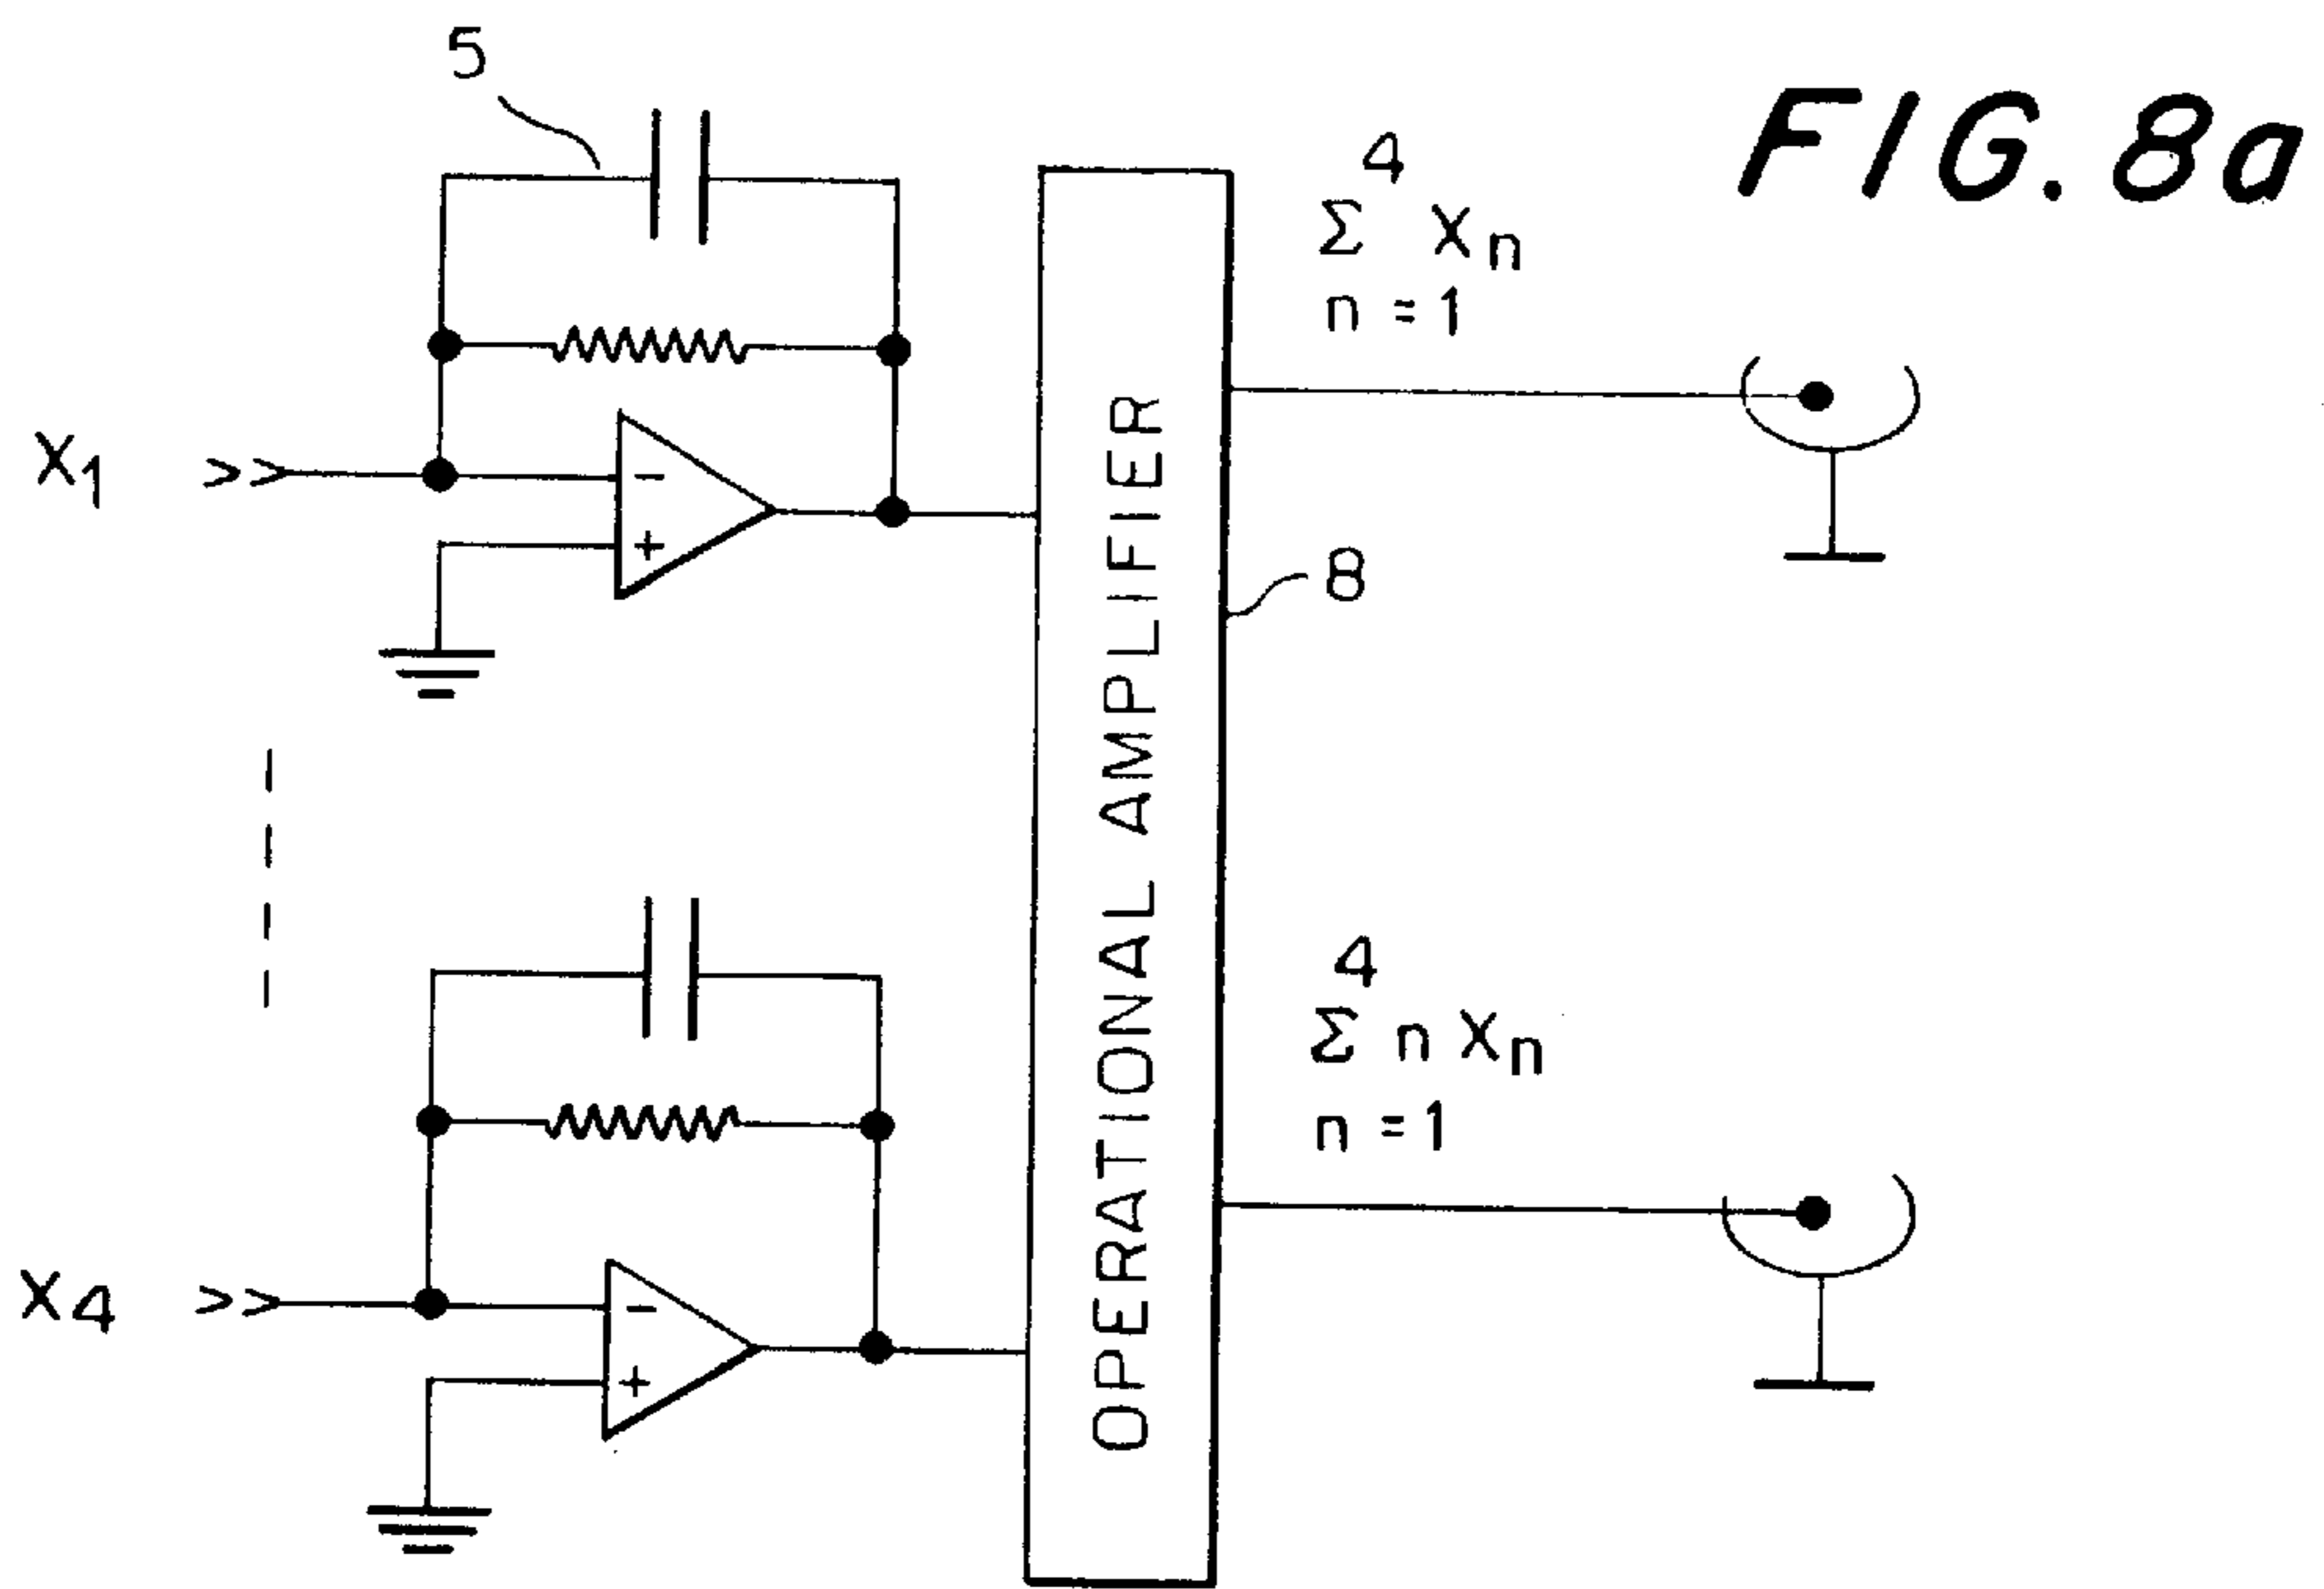 5
FIG. 8a
4
Σ Xn
n = 1
X1
-
+
8
OPERATIONAL AMPLIFIER
4
Σ n Xn
n = 1
X4
-
+